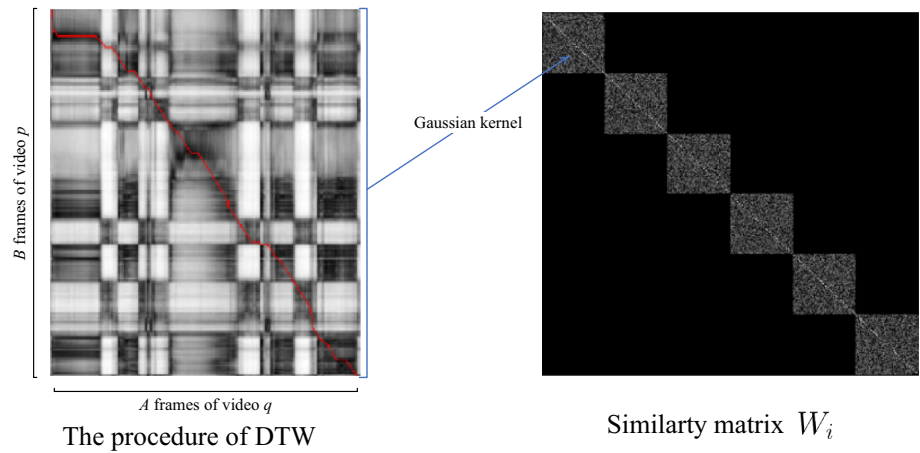 B frames of video p
Gaussian kernel
A frames of video q
The procedure of DTW
Similarty matrix W_i